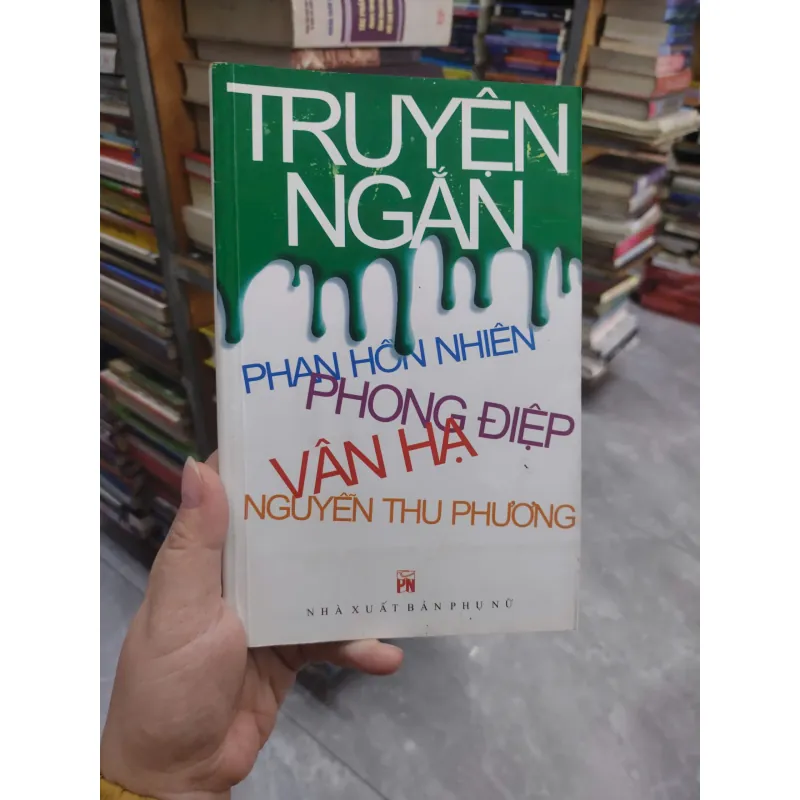 TRUYỆN
NGẮN
PHAN HỒN NHIÊN
PHONG ĐIỆP
VÂN HẠ
NGUYỄN THU PHƯƠNG
PN
NHÀ XUẤT BẢN PHỤ NỮ